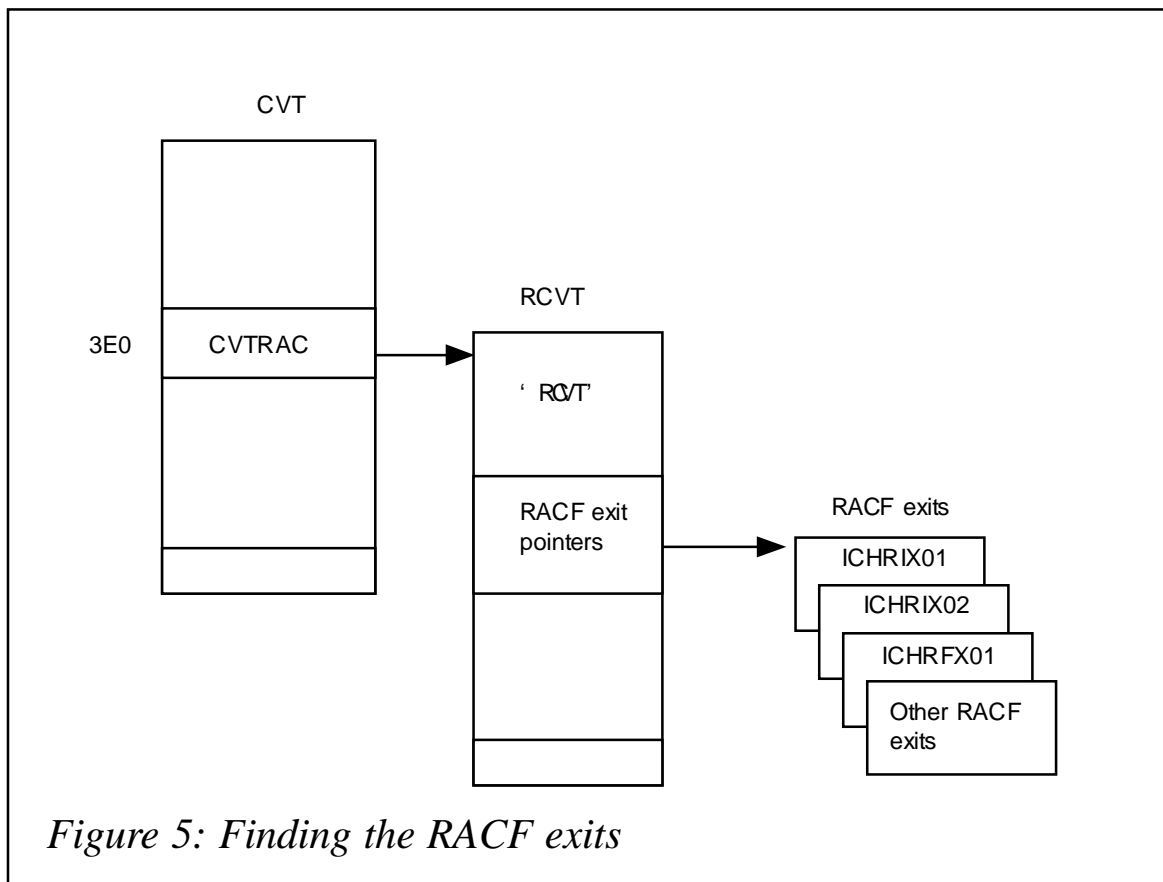 CVT
3E0
CVTRAC
RCVT
‘ RCVT’
RACF exit
pointers
RACF exits
ICHRIX01
ICHRIX02
ICHRFX01
Other RACF
exits
Figure 5: Finding the RACF exits